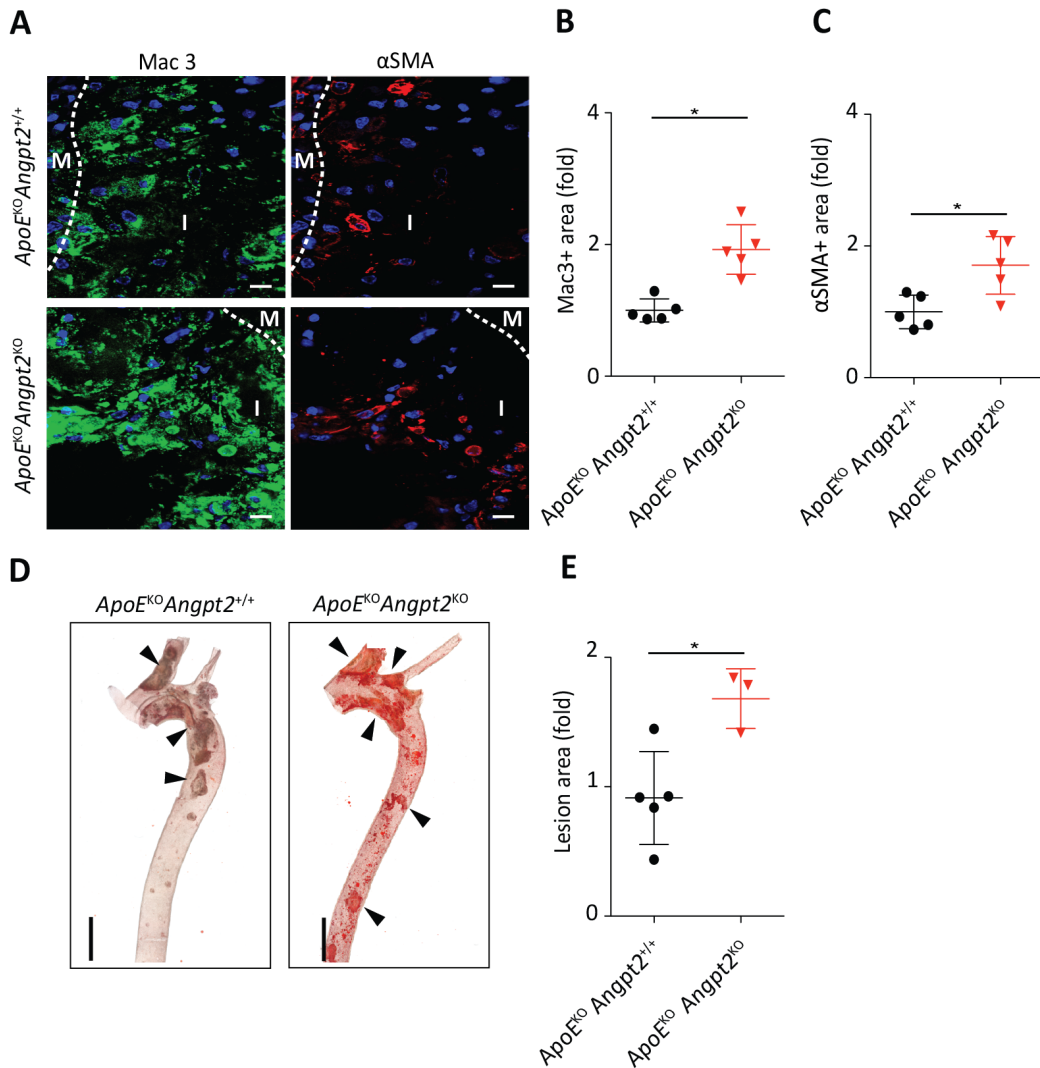 A
Mac 3
αSMA
ApoE^KO Angpt2^+/+
M
I
M
I
ApoE^KO Angpt2^KO
M
I
M
I
B
Mac3+ area (fold)
4
2
0
*
ApoE^KO Angpt2^+/+
ApoE^KO Angpt2^KO
C
αSMA+ area (fold)
4
2
0
*
ApoE^KO Angpt2^+/+
ApoE^KO Angpt2^KO
D
ApoE^KO Angpt2^+/+
ApoE^KO Angpt2^KO
E
Lesion area (fold)
2
1
0
*
ApoE^KO Angpt2^+/+
ApoE^KO Angpt2^KO